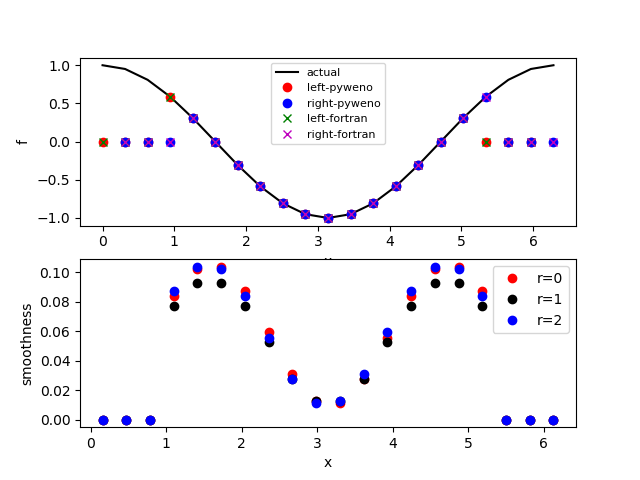 1.0
0.5
0.0
−0.5
−1.0
f
actual
left-pyweno
right-pyweno
left-fortran
right-fortran
0 1 2 3 4 5 6
0.10
0.08
0.06
0.04
0.02
0.00
smoothness
r=0
r=1
r=2
0 1 2 3 4 5 6
x